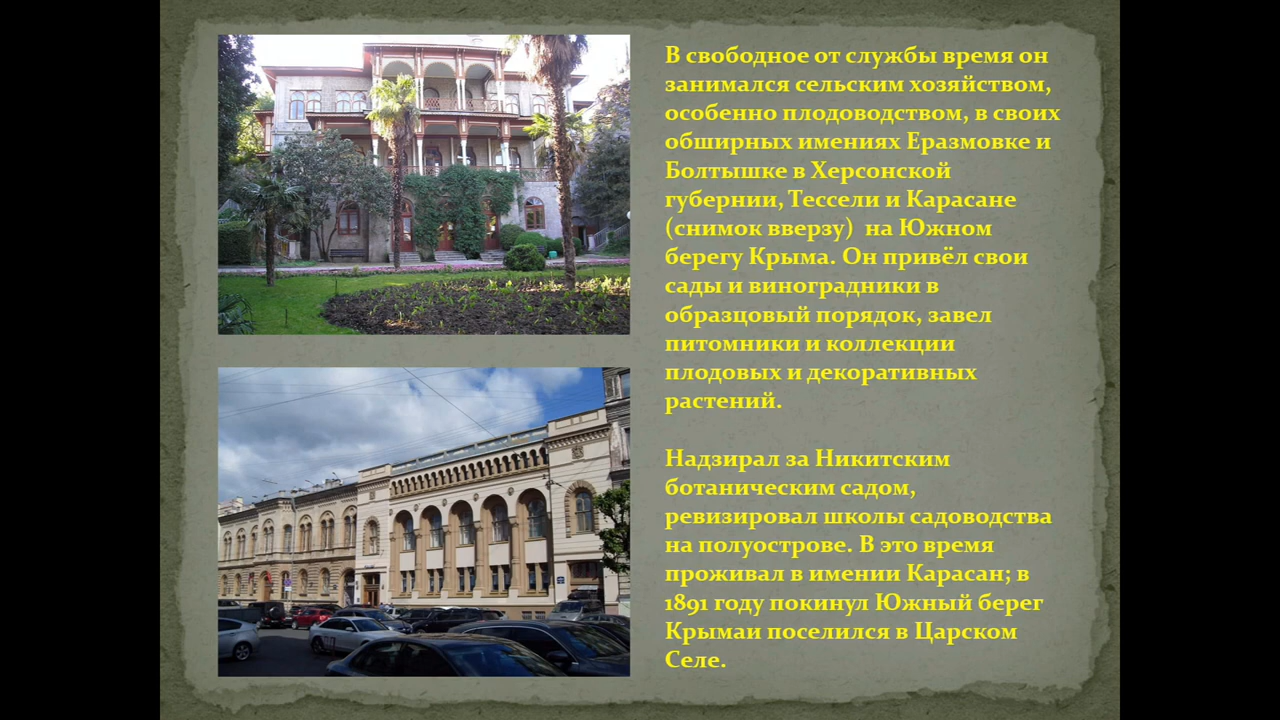 В свободное от службы время он
занимался сельским хозяйством,
особенно плодоводством, в своих
обширных имениях Еразмовке и
Болтышке в Херсонской
губернии, Тессели и Карасане
(снимок вверзу)  на Южном
берегу Крыма. Он привёл свои
сады и виноградники в
образцовый порядок, завел
питомники и коллекции
плодовых и декоративных
растений.
Надзирал за Никитским
ботаническим садом,
ревизировал школы садоводства
на полуострове. В это время
проживал в имении Карасан; в
1891 году покинул Южный берег
Крымаи поселился в Царском
Селе.